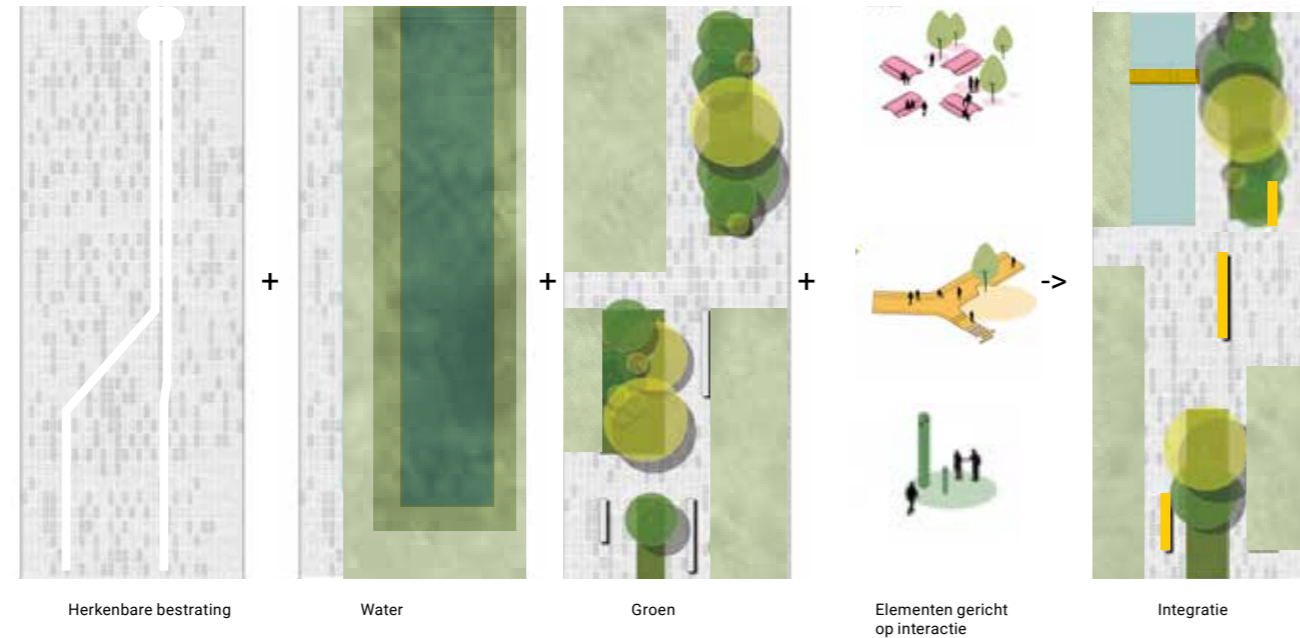 + + + ->
Herkenbare bestrating
Water
Groen
Elementen gericht
op interactie
Integratie